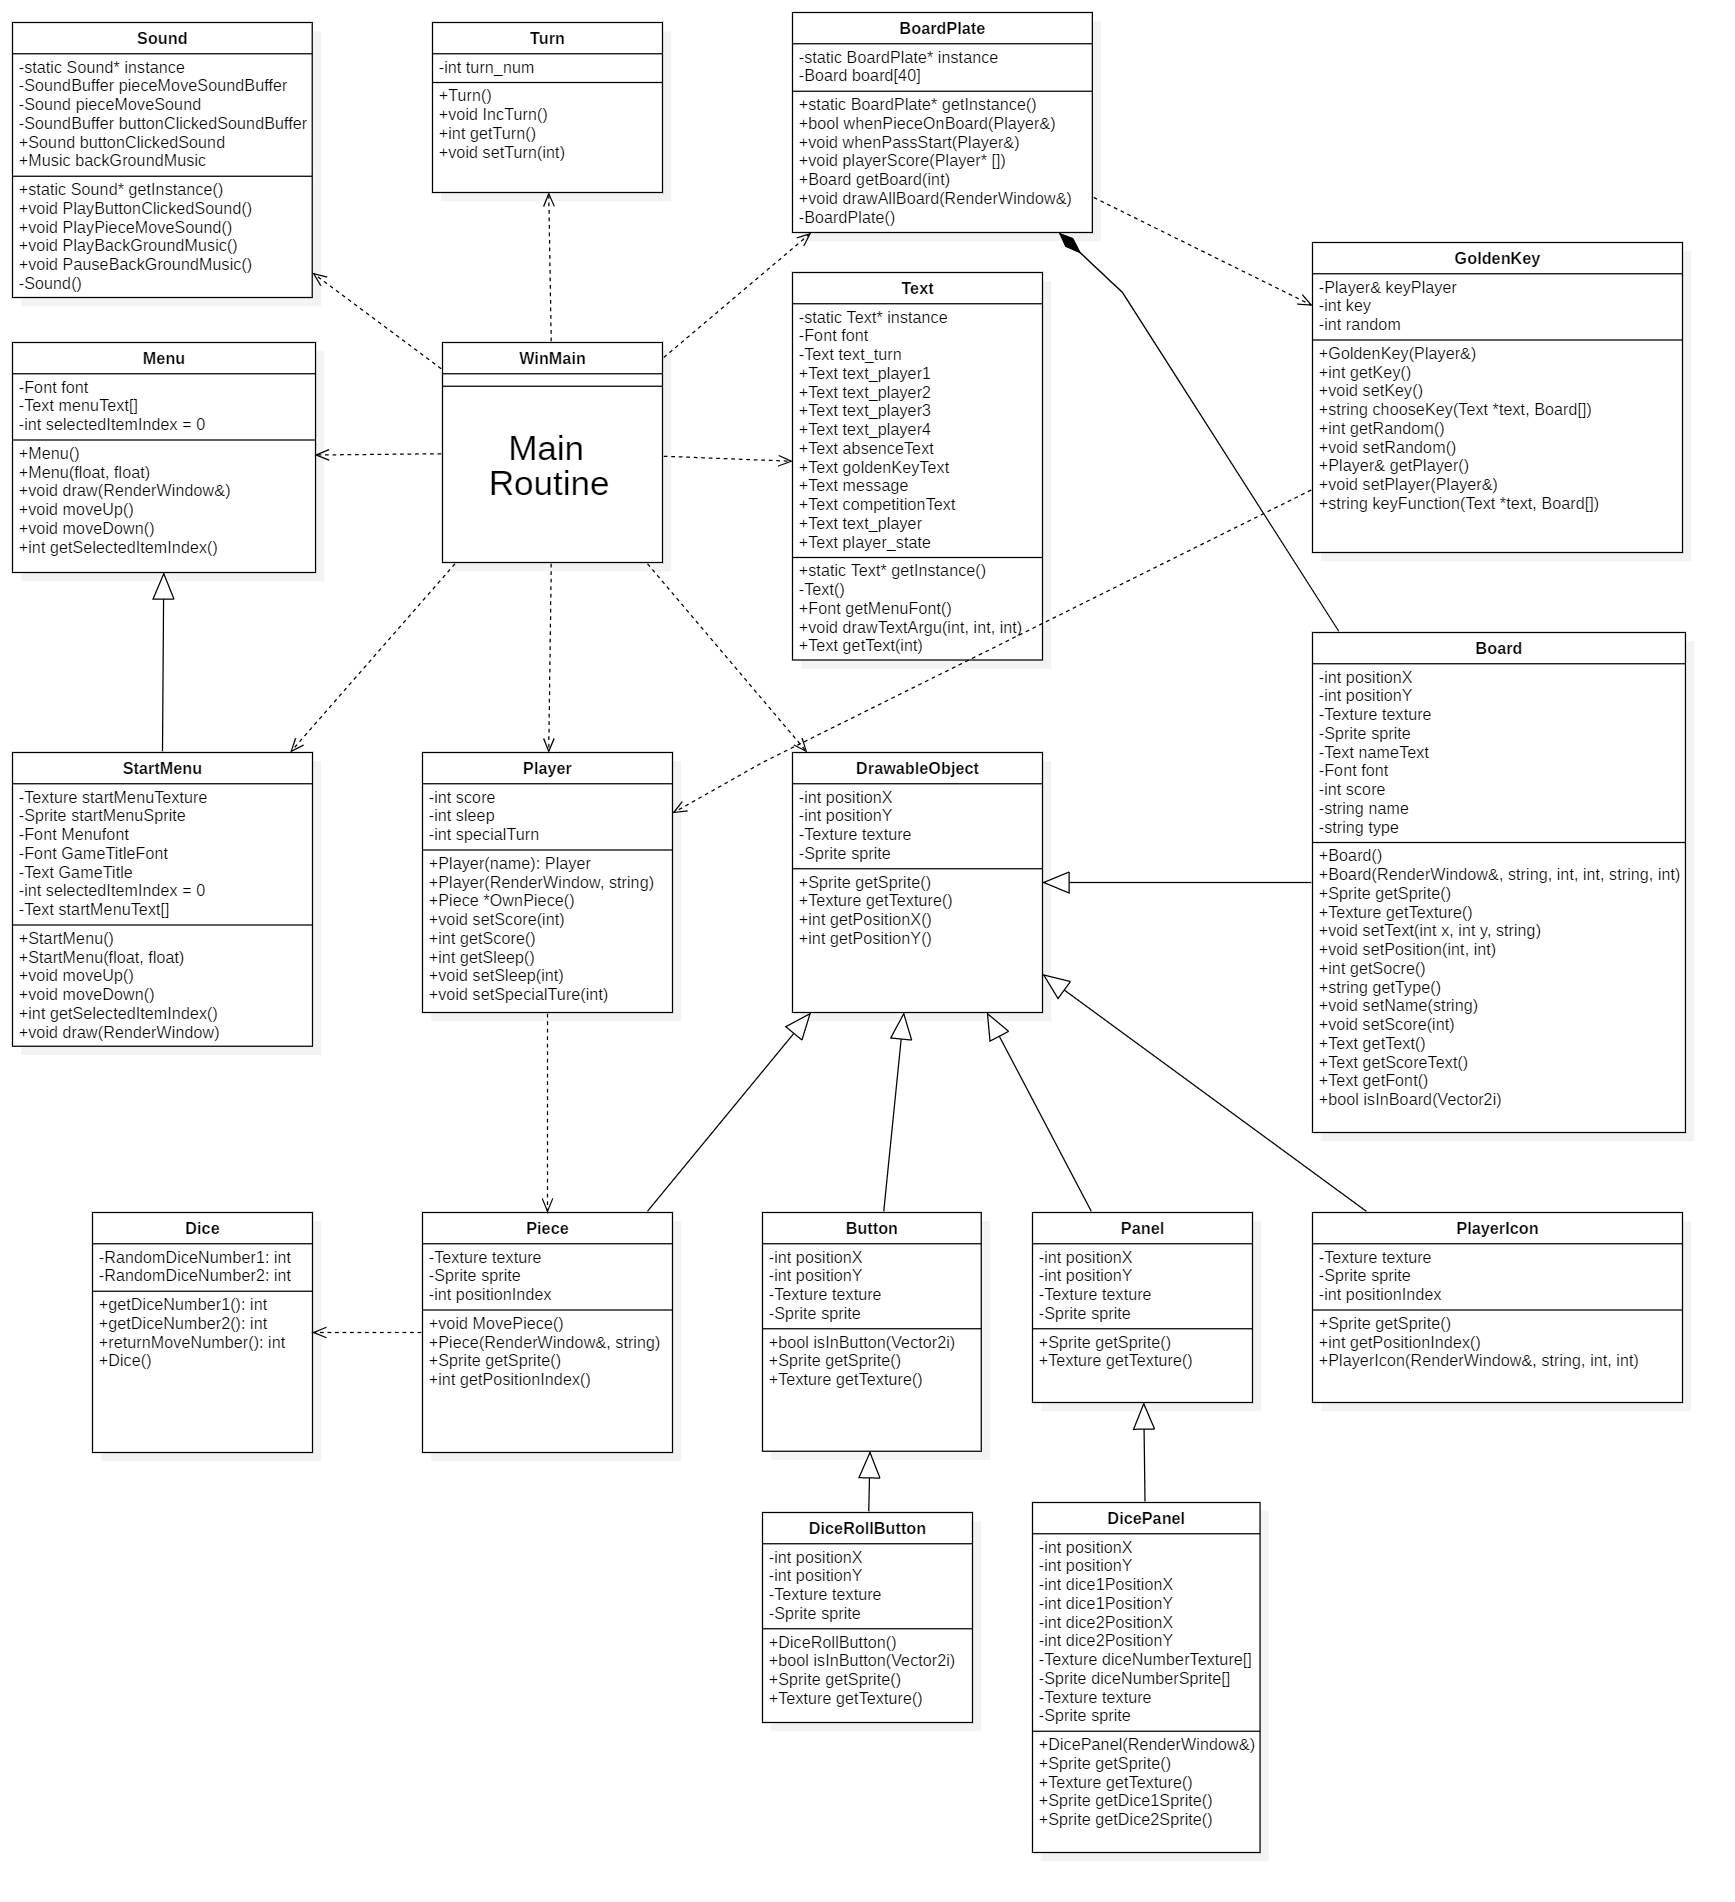 Sound
-static Sound* instance
-SoundBuffer pieceMoveSoundBuffer
-Sound pieceMoveSound
-SoundBuffer buttonClickedSoundBuffer
+Sound buttonClickedSound
+Music backGroundMusic
+static Sound* getInstance()
+void PlayButtonClickedSound()
+void PlayPieceMoveSound()
+void PlayBackGroundMusic()
+void PauseBackGroundMusic()
-Sound()
Turn
-int turn_num
+Turn()
+void IncTurn()
+int getTurn()
+void setTurn(int)
BoardPlate
-static BoardPlate* instance
-Board board[40]
+static BoardPlate* getInstance()
+bool whenPieceOnBoard(Player&)
+void whenPassStart(Player&)
+void playerScore(Player* [])
+Board getBoard(int)
+void drawAllBoard(RenderWindow&)
-BoardPlate()
GoldenKey
-Player& keyPlayer
-int key
-int random
+GoldenKey(Player&)
+int getKey()
+void setKey()
+string chooseKey(Text *text, Board[])
+int getRandom()
+void setRandom()
+Player& getPlayer()
+void setPlayer(Player&)
+string keyFunction(Text *text, Board[])
Menu
-Font font
-Text menuText[]
-int selectedItemIndex = 0
+Menu()
+Menu(float, float)
+void draw(RenderWindow&)
+void moveUp()
+void moveDown()
+int getSelectedItemIndex()
WinMain
Main
Routine
Text
-static Text* instance
-Font font
-Text text_turn
+Text text_player1
+Text text_player2
+Text text_player3
+Text text_player4
+Text absenceText
+Text goldenKeyText
+Text message
+Text competitionText
+Text text_player
+Text player_state
+static Text* getInstance()
-Text()
+Font getMenuFont()
+void drawTextArgu(int, int, int)
+Text getText(int)
Board
-int positionX
-int positionY
-Texture texture
-Sprite sprite
-Text nameText
-Font font
-int score
-string name
-string type
+Board()
+Board(RenderWindow&, string, int, int, string, int)
+Sprite getSprite()
+Texture getTexture()
+void setText(int x, int y, string)
+void setPosition(int, int)
+int getSocre()
+string getType()
+void setName(string)
+void setScore(int)
+Text getText()
+Text getScoreText()
+Text getFont()
+bool isInBoard(Vector2i)
StartMenu
-Texture startMenuTexture
-Sprite startMenuSprite
-Font Menufont
-Font GameTitleFont
-Text GameTitle
-int selectedItemIndex = 0
-Text startMenuText[]
+StartMenu()
+StartMenu(float, float)
+void moveUp()
+void moveDown()
+int getSelectedItemIndex()
+void draw(RenderWindow)
Player
-int score
-int sleep
-int specialTurn
+Player(name): Player
+Player(RenderWindow, string)
+Piece *OwnPiece()
+void setScore(int)
+int getScore()
+int getSleep()
+void setSleep(int)
+void setSpecialTure(int)
DrawableObject
-int positionX
-int positionY
-Texture texture
-Sprite sprite
+Sprite getSprite()
+Texture getTexture()
+int getPositionX()
+int getPositionY()
Dice
-RandomDiceNumber1: int
-RandomDiceNumber2: int
+getDiceNumber1(): int
+getDiceNumber2(): int
+returnMoveNumber(): int
+Dice()
Piece
-Texture texture
-Sprite sprite
-int positionIndex
+void MovePiece()
+Piece(RenderWindow&, string)
+Sprite getSprite()
+int getPositionIndex()
Button
-int positionX
-int positionY
-Texture texture
-Sprite sprite
+bool isInButton(Vector2i)
+Sprite getSprite()
+Texture getTexture()
Panel
-int positionX
-int positionY
-Texture texture
-Sprite sprite
+Sprite getSprite()
+Texture getTexture()
PlayerIcon
-Texture texture
-Sprite sprite
-int positionIndex
+Sprite getSprite()
+int getPositionIndex()
+PlayerIcon(RenderWindow&, string, int, int)
DiceRollButton
-int positionX
-int positionY
-Texture texture
-Sprite sprite
+DiceRollButton()
+bool isInButton(Vector2i)
+Sprite getSprite()
+Texture getTexture()
DicePanel
-int positionX
-int positionY
-int dice1PositionX
-int dice1PositionY
-int dice2PositionX
-int dice2PositionY
-Texture diceNumberTexture[]
-Sprite diceNumberSprite[]
-Texture texture
-Sprite sprite
+DicePanel(RenderWindow&)
+Sprite getSprite()
+Texture getTexture()
+Sprite getDice1Sprite()
+Sprite getDice2Sprite()